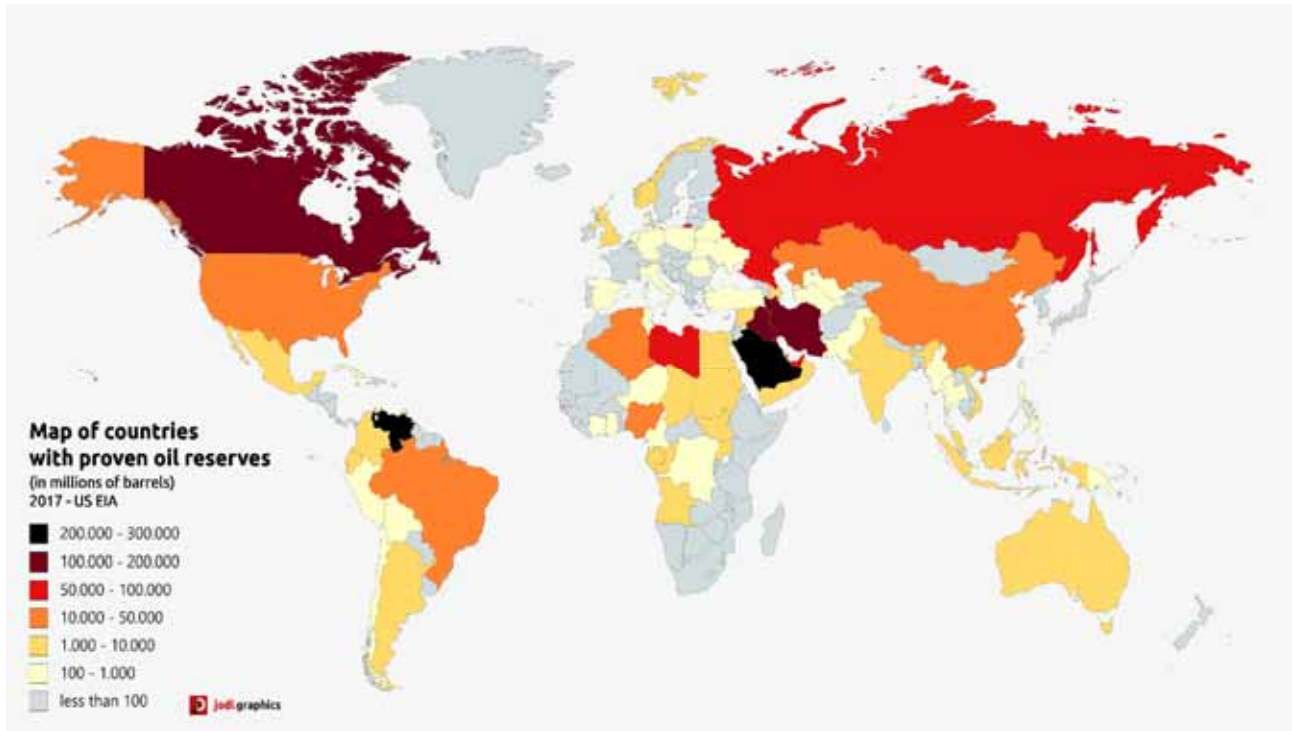 Map of countries
with proven oil reserves
(in millions of barrels)
2017 - US EIA
200.000 - 300.000
100.000 - 200.000
50.000 - 100.000
10.000 - 50.000
1.000 - 10.000
100 - 1.000
less than 100
jodi.graphics